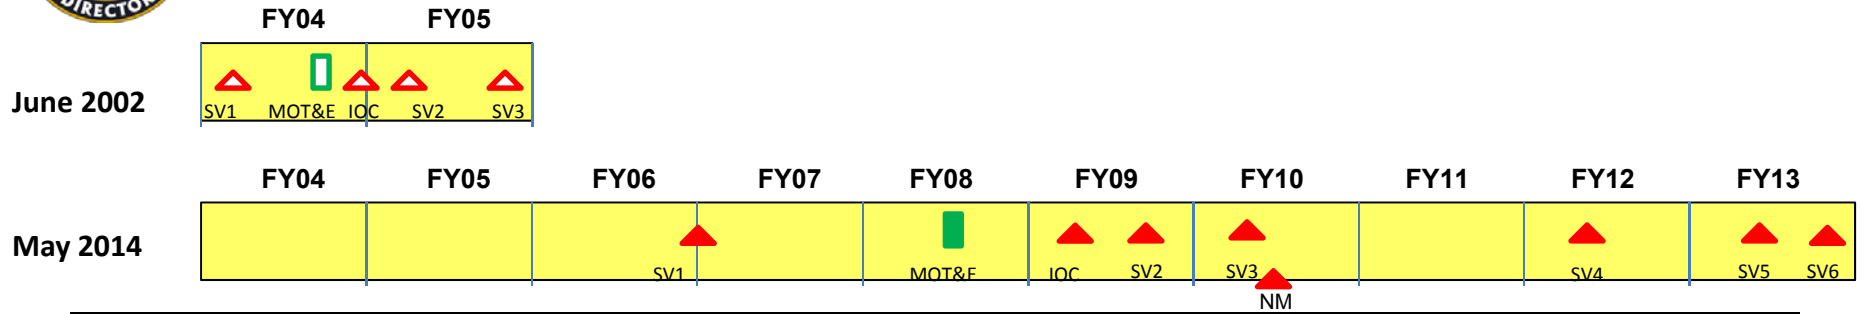 DIRECTOR
FY04 FY05
June 2002
SV1 MOT&E IOC SV2 SV3
FY04 FY05 FY06 FY07 FY08 FY09 FY10 FY11 FY12 FY13
May 2014
SV1 MOT&E IOC SV2 SV3 SV4 SV5 SV6
NM